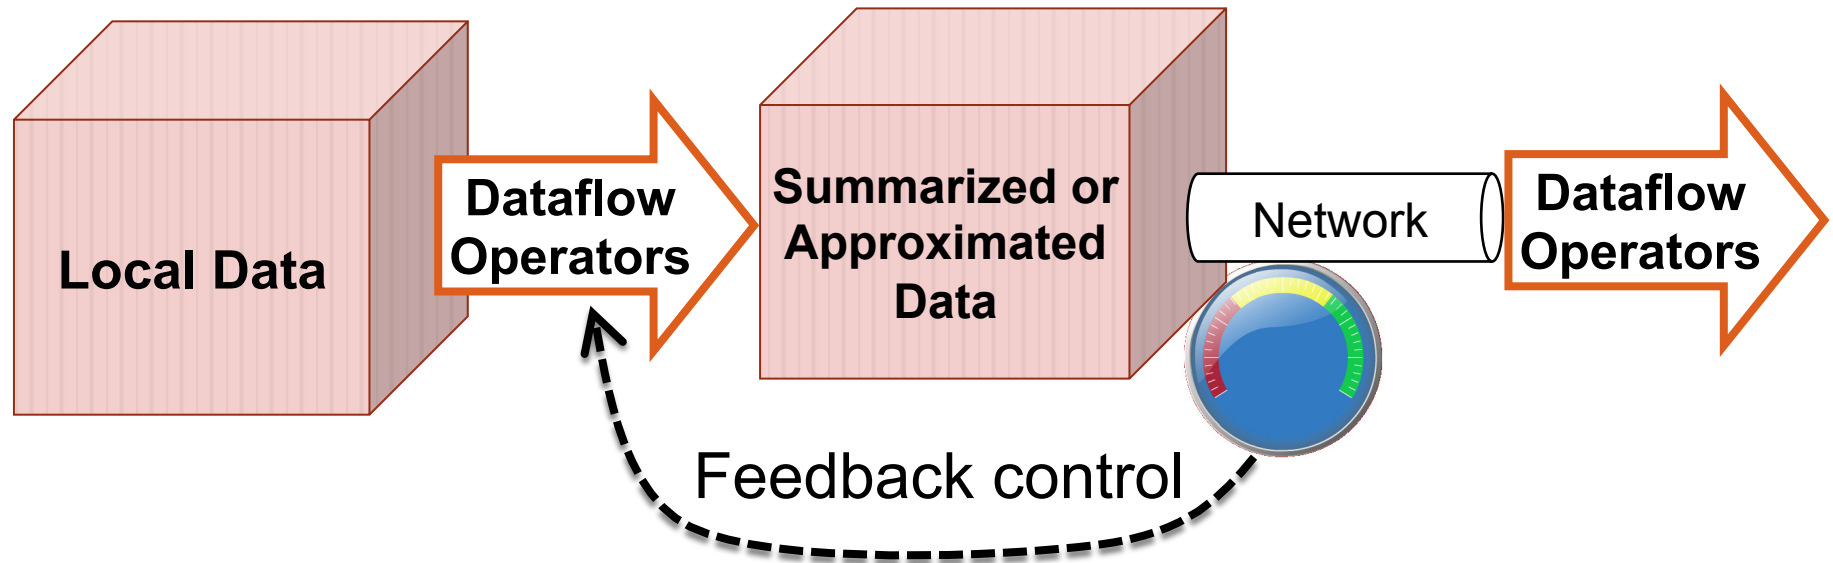 Local Data
Dataflow
Operators
Summarized or
Approximated
Data
Network
Dataflow
Operators
Feedback control